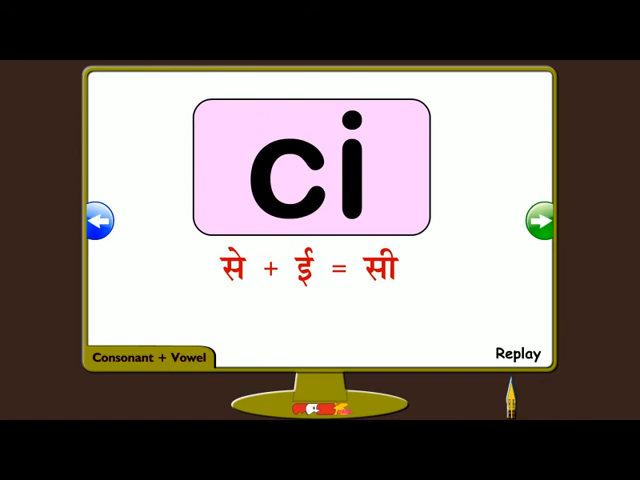 ci
से + ई = सी
Consonant + Vowel
Replay